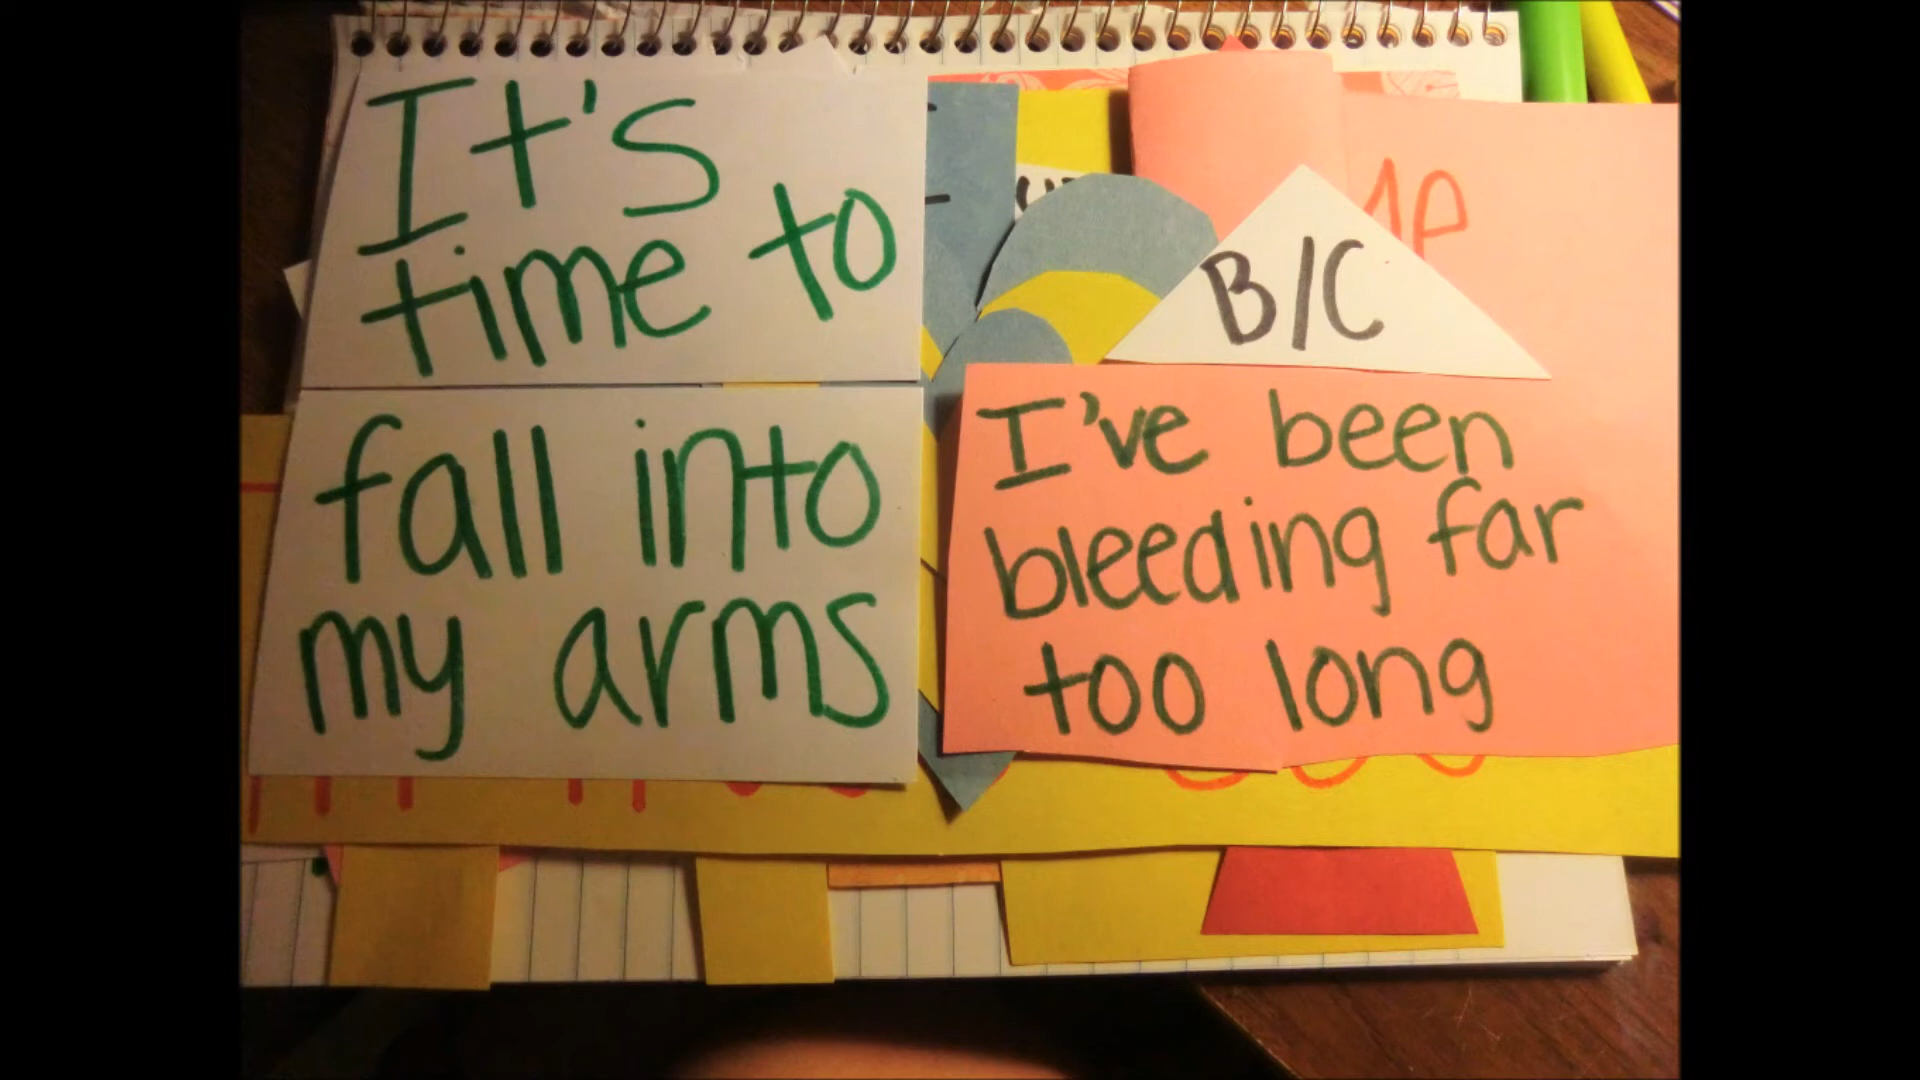 It's
time to
fall into
my arms
B/C
I've been
bleeding far
too long